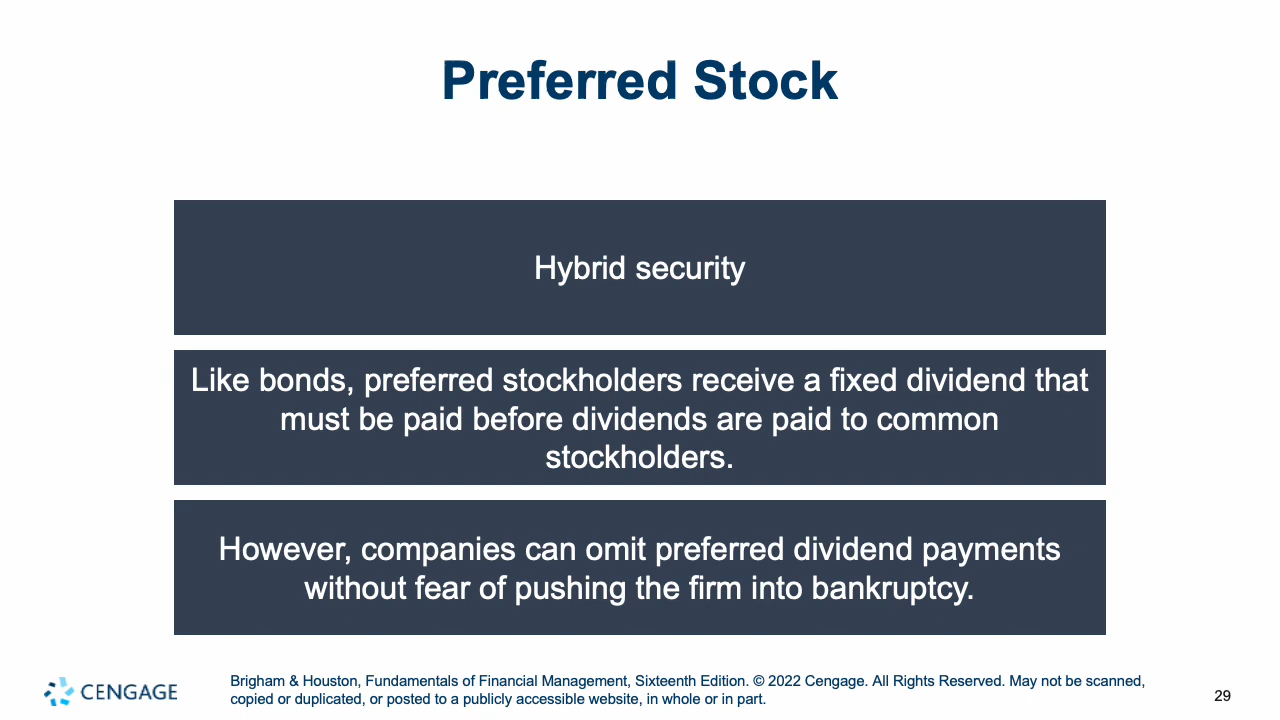 Preferred Stock
Hybrid security
Like bonds, preferred stockholders receive a fixed dividend that
must be paid before dividends are paid to common
stockholders.
However, companies can omit preferred dividend payments
without fear of pushing the firm into bankruptcy.
CENGAGE
Brigham & Houston, Fundamentals of Financial Management, Sixteenth Edition. © 2022 Cengage. All Rights Reserved. May not be scanned,
copied or duplicated, or posted to a publicly accessible website, in whole or in part.
29